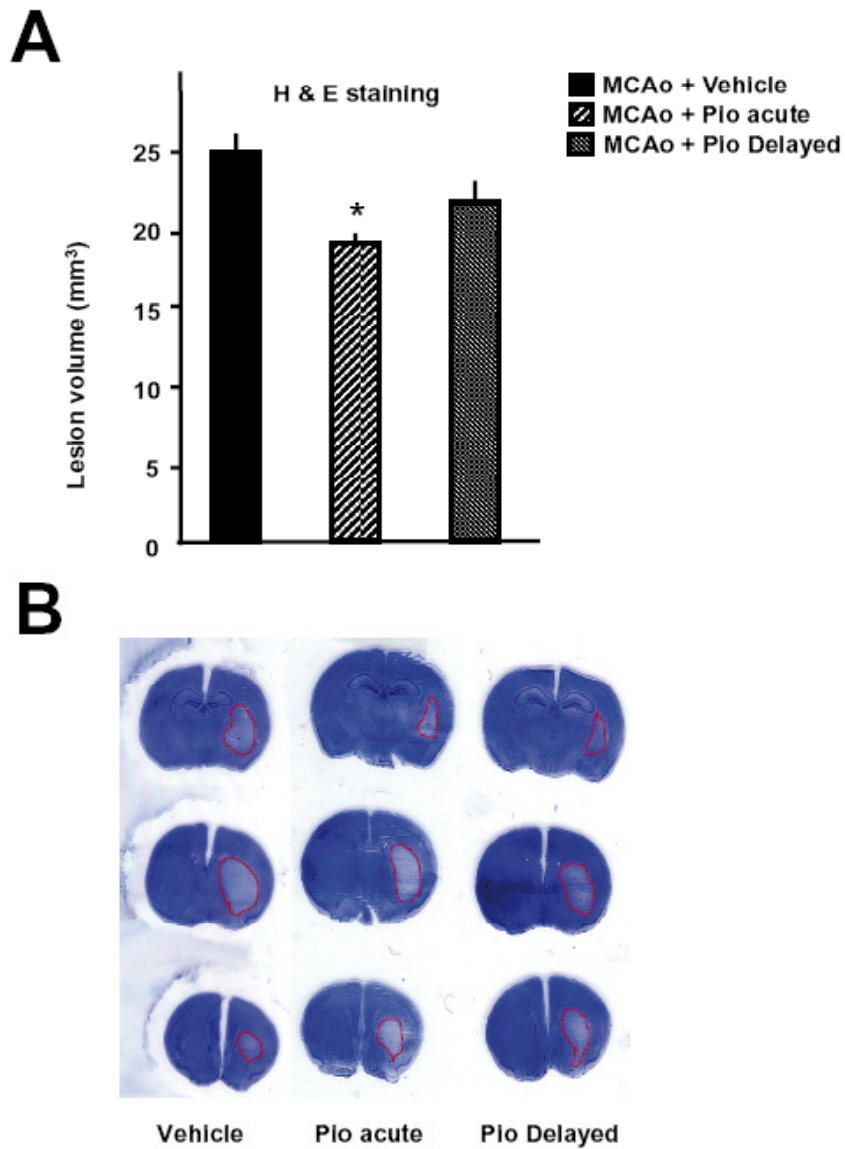 A
H & E staining
MCAo + Vehicle
MCAo + Pio acute
MCAo + Pio Delayed
Lesion volume (mm³)
25
20
15
10
5
0
*
B
Vehicle
Pio acute
Pio Delayed